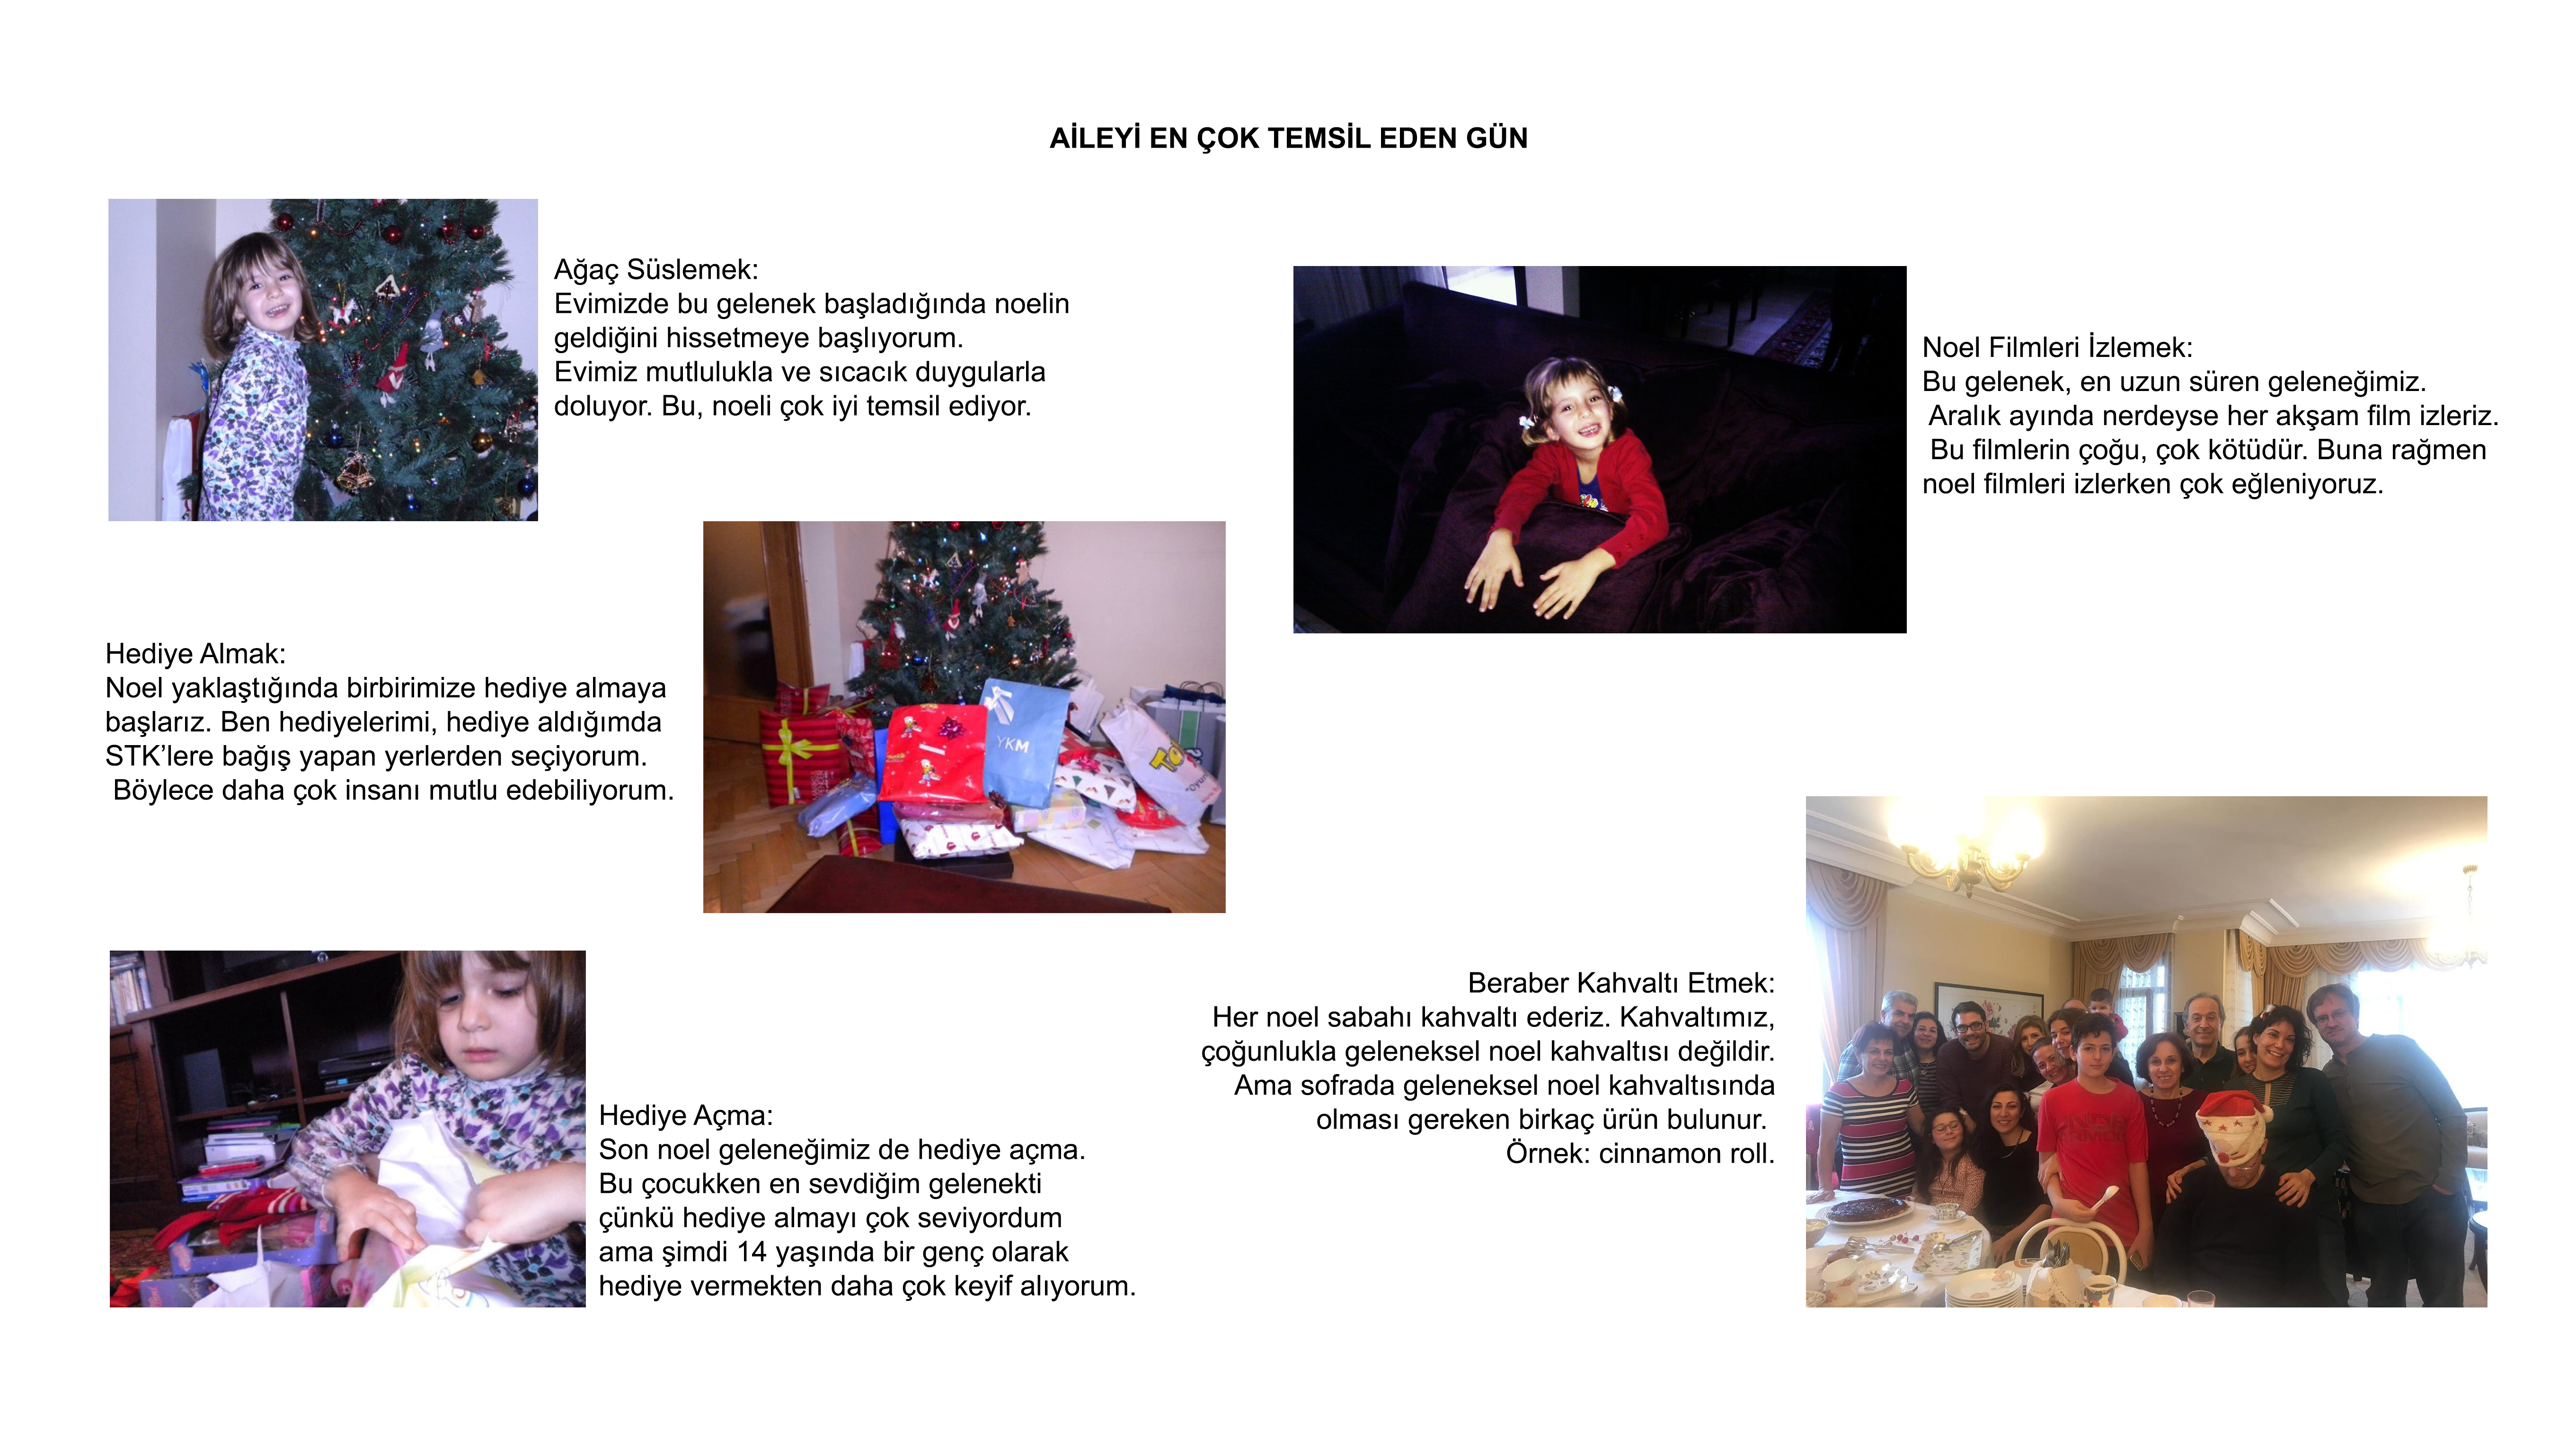 AİLEYİ EN ÇOK TEMSİL EDEN GÜN
Ağaç Süslemek:
Evimizde bu gelenek başladığında noelin
geldiğini hissetmeye başlıyorum.
Evimiz mutlulukla ve sıcacık duygularla
doluyor. Bu, noeli çok iyi temsil ediyor.
Noel Filmleri İzlemek:
Bu gelenek, en uzun süren geleneğimiz.
Aralık ayında nerdeyse her akşam film izleriz.
Bu filmlerin çoğu, çok kötüdür. Buna rağmen
noel filmleri izlerken çok eğleniyoruz.
Hediye Almak:
Noel yaklaştığında birbirimize hediye almaya
başlarız. Ben hediyelerimi, hediye aldığımda
STK’lere bağış yapan yerlerden seçiyorum.
Böylece daha çok insanı mutlu edebiliyorum.
YKM
Beraber Kahvaltı Etmek:
Her noel sabahı kahvaltı ederiz. Kahvaltımız,
çoğunlukla geleneksel noel kahvaltısı değildir.
Ama sofrada geleneksel noel kahvaltısında
olması gereken birkaç ürün bulunur.
Örnek: cinnamon roll.
Hediye Açma:
Son noel geleneğimiz de hediye açma.
Bu çocukken en sevdiğim gelenekti
çünkü hediye almayı çok seviyordum
ama şimdi 14 yaşında bir genç olarak
hediye vermekten daha çok keyif alıyorum.